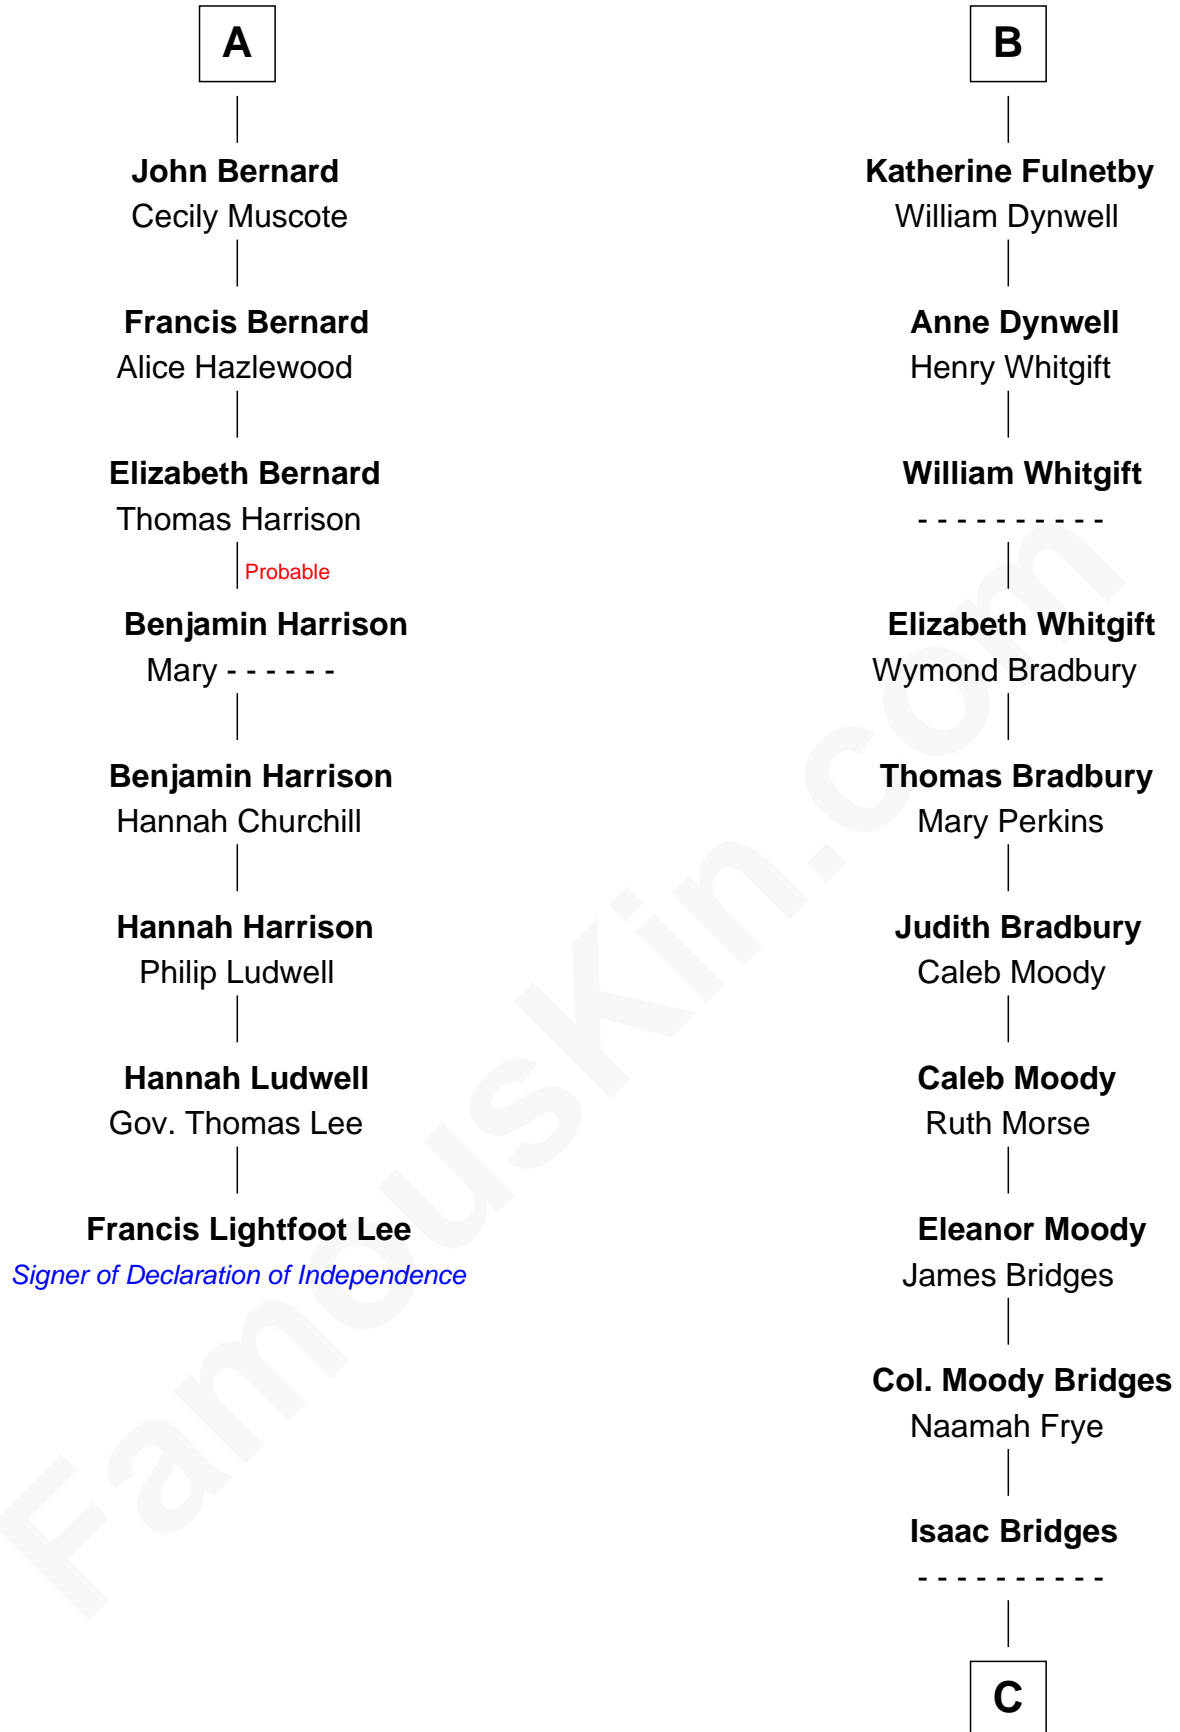 A
John Bernard
Cecily Muscote
Francis Bernard
Alice Hazlewood
Elizabeth Bernard
Thomas Harrison
Probable
Benjamin Harrison
Mary - - - - - -
Benjamin Harrison
Hannah Churchill
Hannah Harrison
Philip Ludwell
Hannah Ludwell
Gov. Thomas Lee
Francis Lightfoot Lee
Signer of Declaration of Independence
B
Katherine Fulnetby
William Dynwell
Anne Dynwell
Henry Whitgift
William Whitgift
- - - - - - - - - -
Elizabeth Whitgift
Wymond Bradbury
Thomas Bradbury
Mary Perkins
Judith Bradbury
Caleb Moody
Caleb Moody
Ruth Morse
Eleanor Moody
James Bridges
Col. Moody Bridges
Naamah Frye
Isaac Bridges
- - - - - - - - - -
C
FamousKin.com